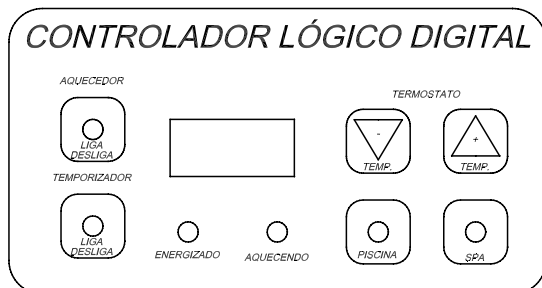 CONTROLADOR LÓGICO DIGITAL
AQUECEDOR
LIGA
DESLIGA
TERMOSTATO
-
TEMP.
+
TEMP.
TEMPORIZADOR
LIGA
DESLIGA
ENERGIZADO
AQUECENDO
PISCINA
SPA